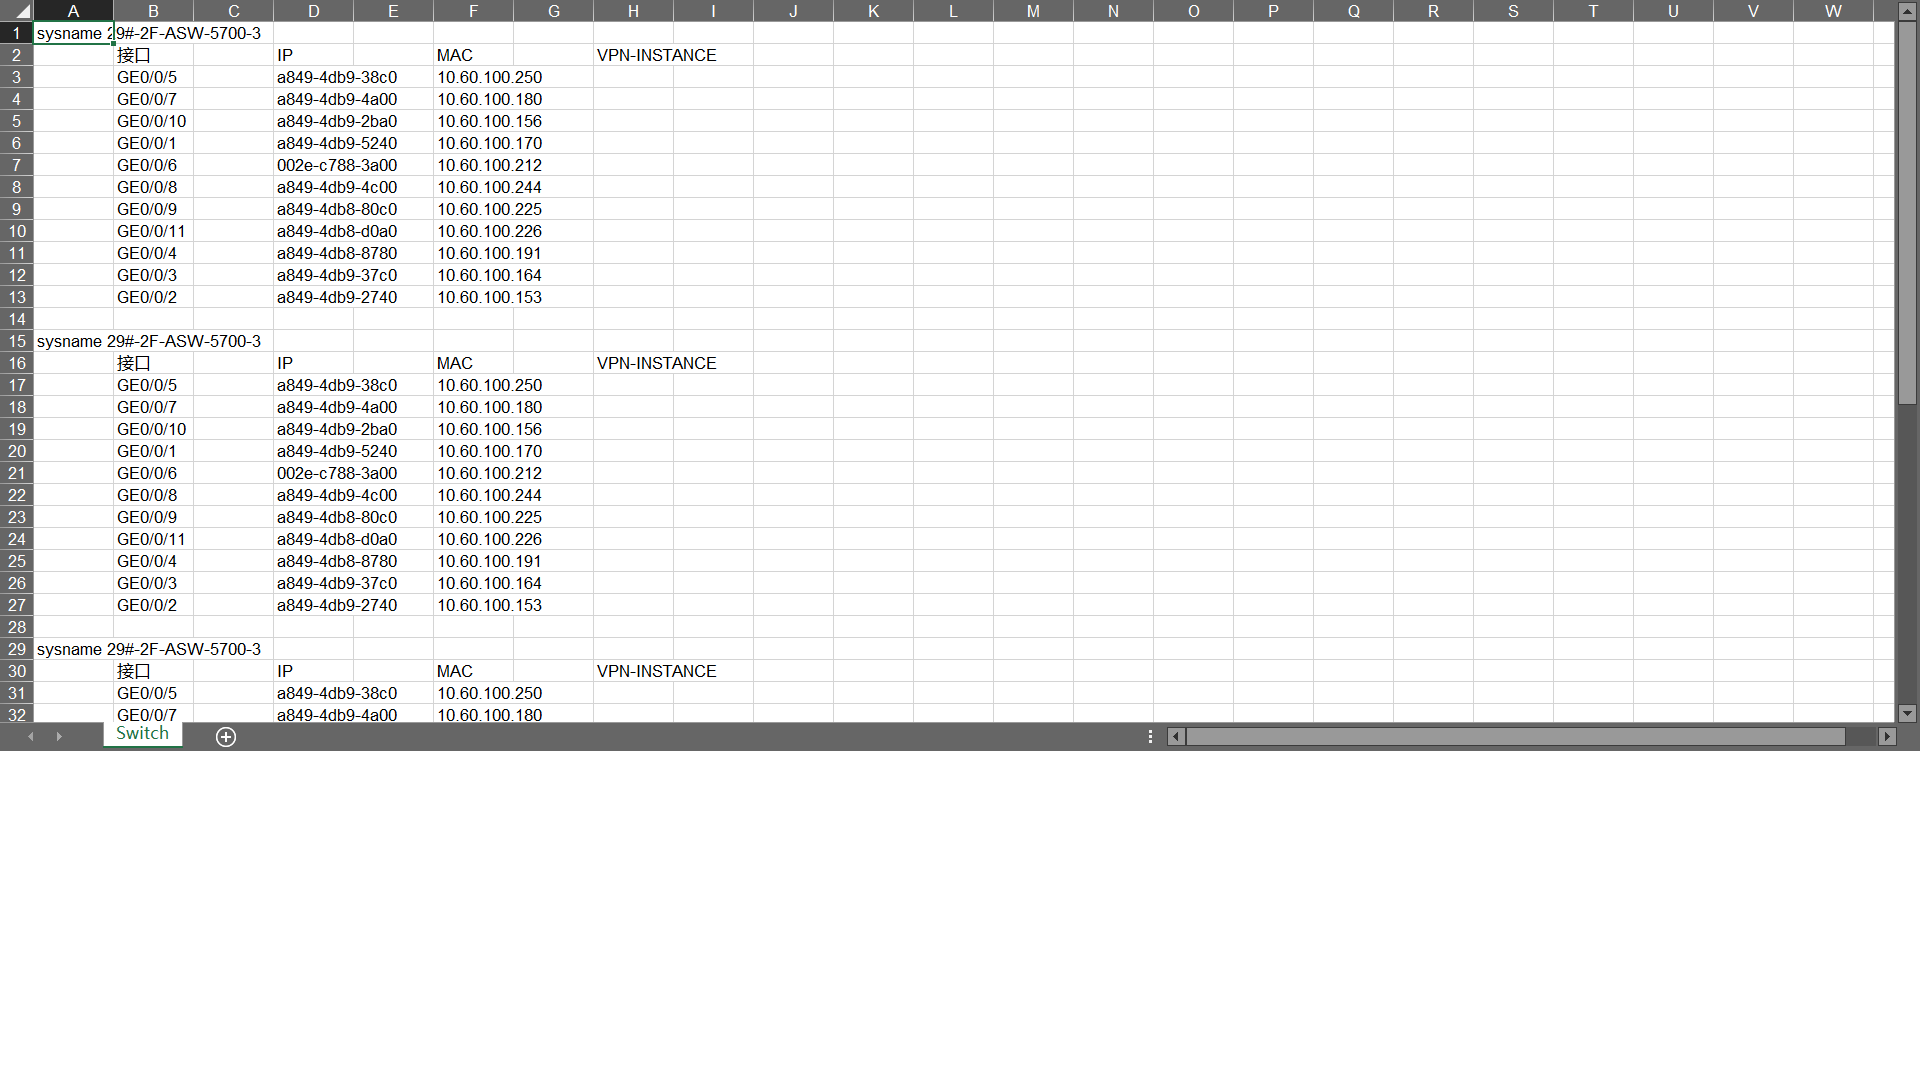 A B C D E F G H I J K L M N O P Q R S T U V W
1 sysname 29#-2F-ASW-5700-3
2 接口 IP MAC VPN-INSTANCE
3 GE0/0/5 a849-4db9-38c0 10.60.100.250
4 GE0/0/7 a849-4db9-4a00 10.60.100.180
5 GE0/0/10 a849-4db9-2ba0 10.60.100.156
6 GE0/0/1 a849-4db9-5240 10.60.100.170
7 GE0/0/6 002e-c788-3a00 10.60.100.212
8 GE0/0/8 a849-4db9-4c00 10.60.100.244
9 GE0/0/9 a849-4db8-80c0 10.60.100.225
10 GE0/0/11 a849-4db8-d0a0 10.60.100.226
11 GE0/0/4 a849-4db8-8780 10.60.100.191
12 GE0/0/3 a849-4db9-37c0 10.60.100.164
13 GE0/0/2 a849-4db9-2740 10.60.100.153
14
15 sysname 29#-2F-ASW-5700-3
16 接口 IP MAC VPN-INSTANCE
17 GE0/0/5 a849-4db9-38c0 10.60.100.250
18 GE0/0/7 a849-4db9-4a00 10.60.100.180
19 GE0/0/10 a849-4db9-2ba0 10.60.100.156
20 GE0/0/1 a849-4db9-5240 10.60.100.170
21 GE0/0/6 002e-c788-3a00 10.60.100.212
22 GE0/0/8 a849-4db9-4c00 10.60.100.244
23 GE0/0/9 a849-4db8-80c0 10.60.100.225
24 GE0/0/11 a849-4db8-d0a0 10.60.100.226
25 GE0/0/4 a849-4db8-8780 10.60.100.191
26 GE0/0/3 a849-4db9-37c0 10.60.100.164
27 GE0/0/2 a849-4db9-2740 10.60.100.153
28
29 sysname 29#-2F-ASW-5700-3
30 接口 IP MAC VPN-INSTANCE
31 GE0/0/5 a849-4db9-38c0 10.60.100.250
32 GE0/0/7 a849-4db9-4a00 10.60.100.180
Switch